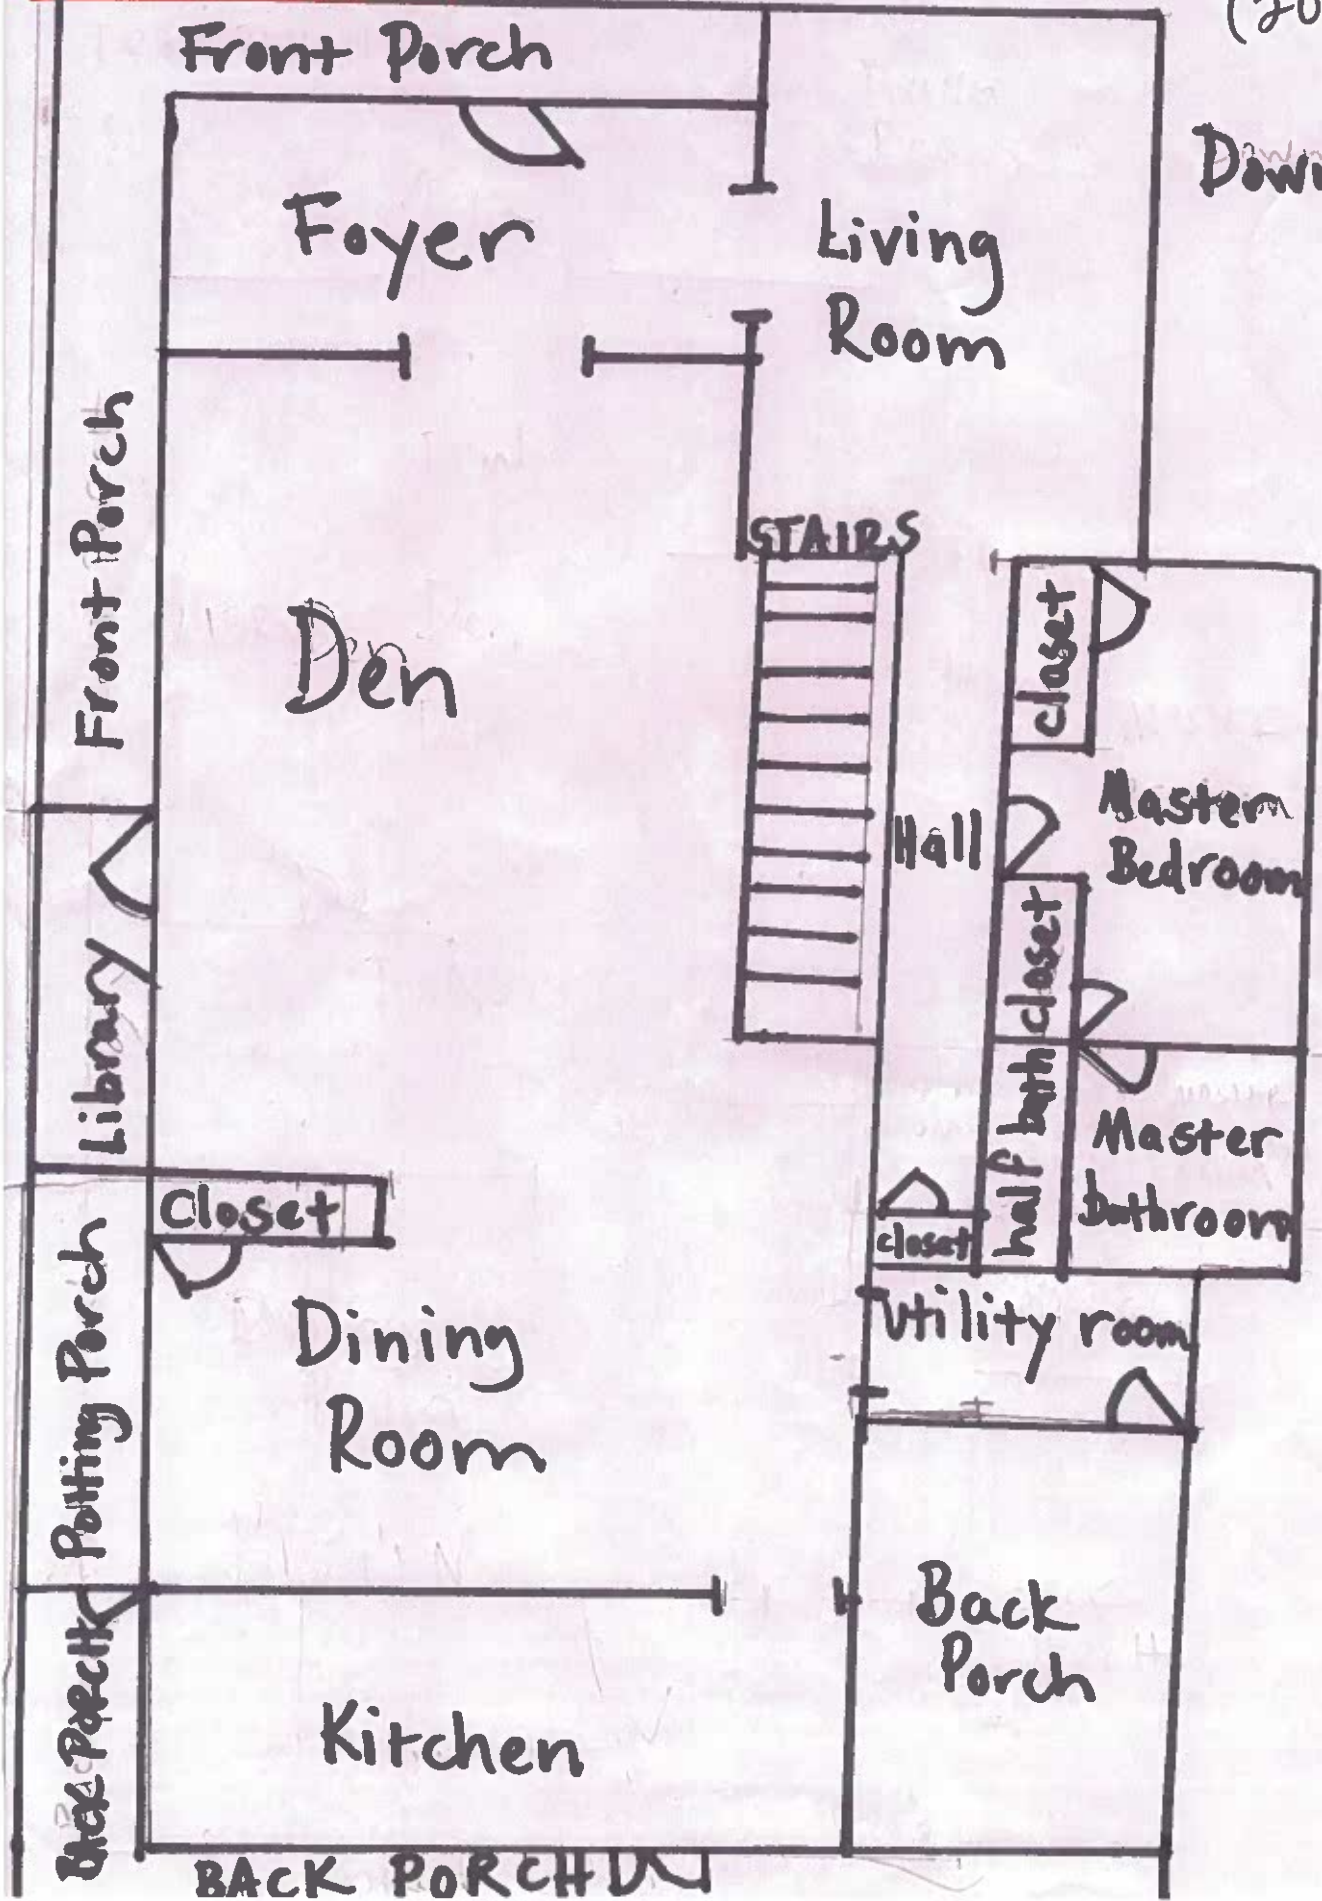 (20
Front Porch
Foyer
Living
Room
Front Porch
STAIRS
Den
closet
Hall
Master
Bedroom
closet
Library
half bath
Master
bathroom
Closet
closet
Utility room
Dining
Room
Potting Porch
Back
Porch
Kitchen
BACK PORCH
BACK PORCH